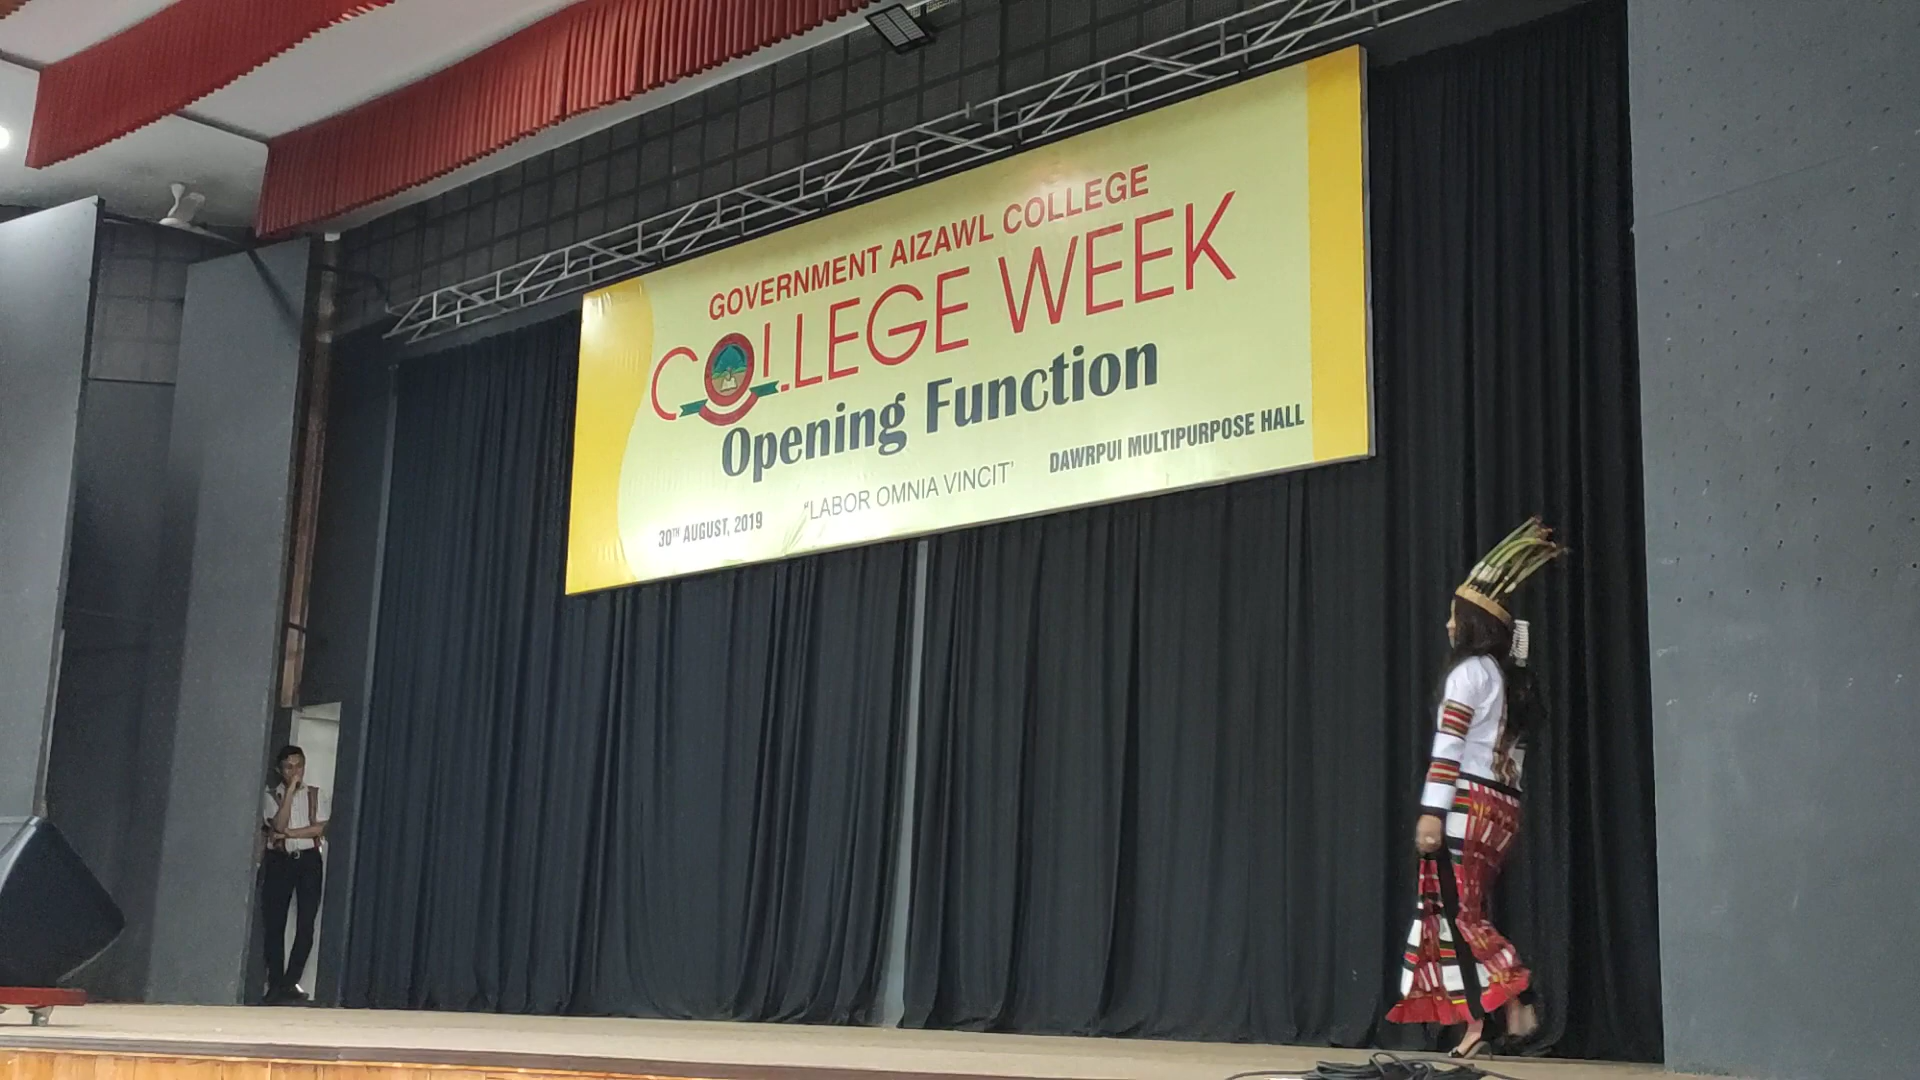 GOVERNMENT AIZAWL COLLEGE
COLLEGE WEEK
Opening Function
30TH AUGUST, 2019 "LABOR OMNIA VINCIT' DAWRPUI MULTIPURPOSE HALL